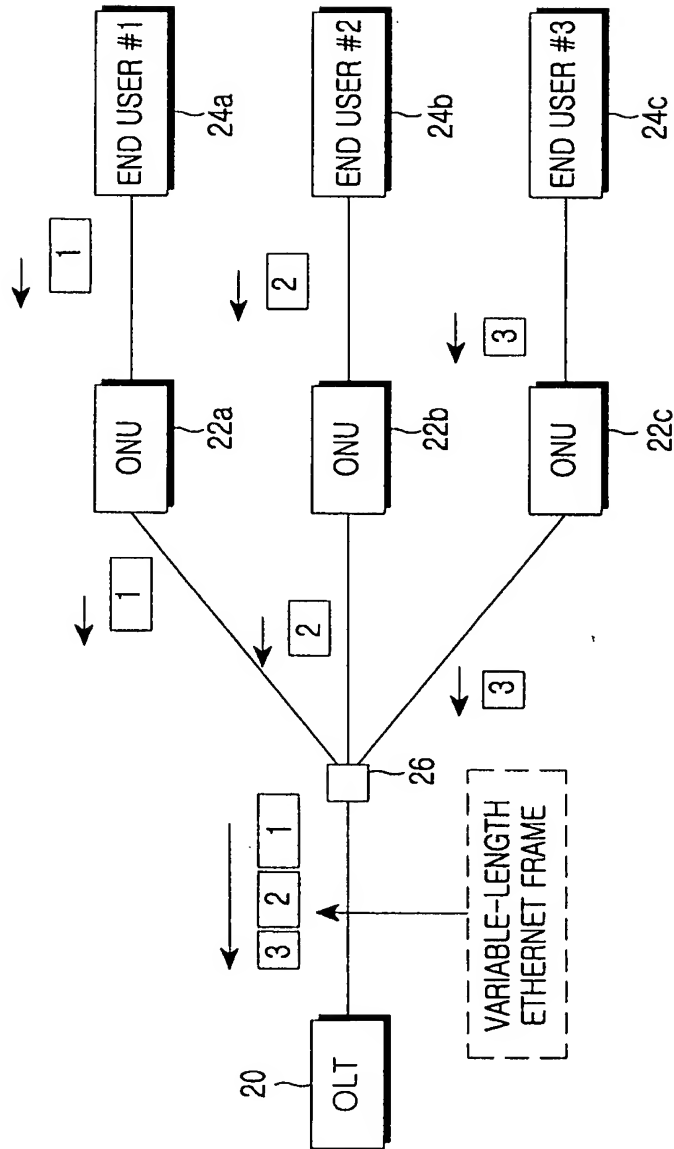 1
END USER #1
24a
ONU
22a
1
2
END USER #2
24b
ONU
22b
2
3
END USER #3
24c
ONU
22c
3
26
3 2 1
20
OLT
VARIABLE-LENGTH
ETHERNET FRAME